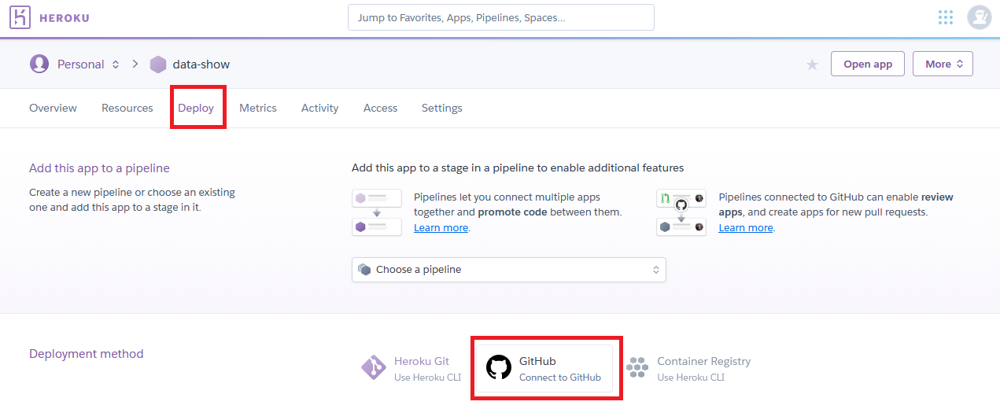 HEROKU
Jump to Favorites, Apps, Pipelines, Spaces...
Personal
data-show
Open app
More
Overview
Resources
Deploy
Metrics
Activity
Access
Settings
Add this app to a pipeline
Create a new pipeline or choose an existing
one and add this app to a stage in it.
Add this app to a stage in a pipeline to enable additional features
Pipelines let you connect multiple apps
together and promote code between them.
Learn more.
Pipelines connected to GitHub can enable review
apps, and create apps for new pull requests.
Learn more.
Choose a pipeline
Deployment method
Heroku Git
Use Heroku CLI
GitHub
Connect to GitHub
Container Registry
Use Heroku CLI